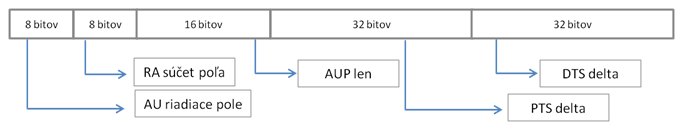 8 bitov 8 bitov 16 bitov 32 bitov 32 bitov
RA súčet poľa AUP len DTS delta
AU riadiace pole PTS delta